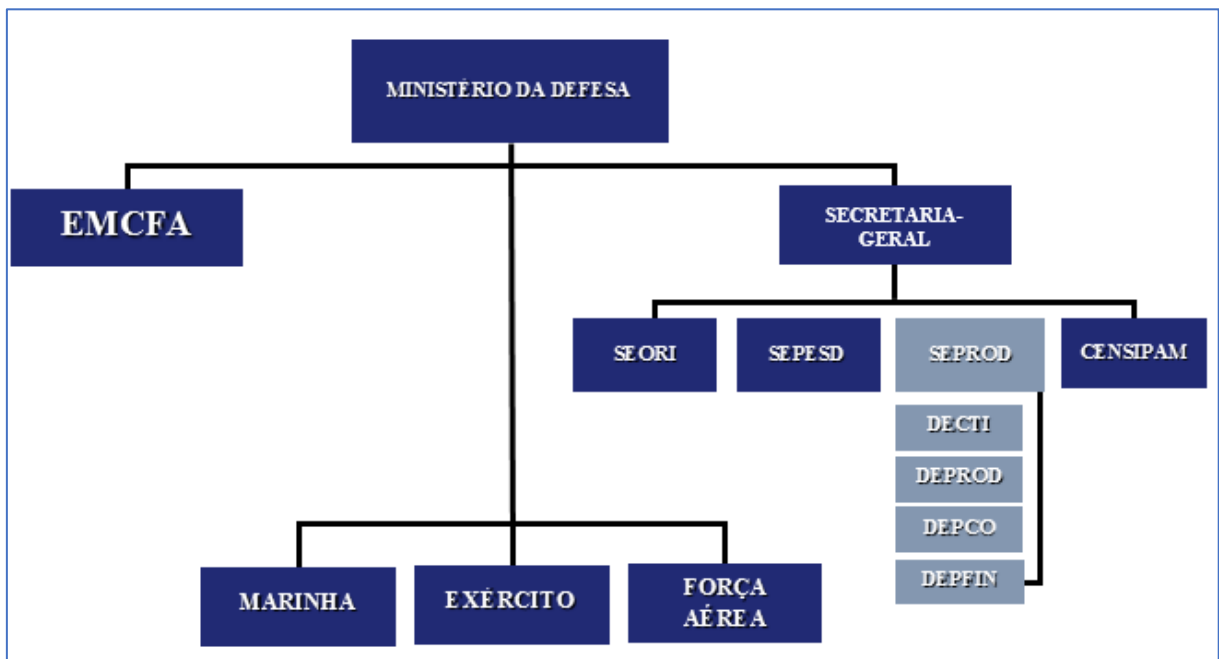 MINISTÉRIO DA DEFESA
EMCFA
SECRETARIA-
GERAL
SEORI
SEPESD
SEPROD
CENSIPAM
DECTI
DEPROD
DEPCO
DEPFIN
MARINHA
EXÉRCITO
FORÇA
AÉREA